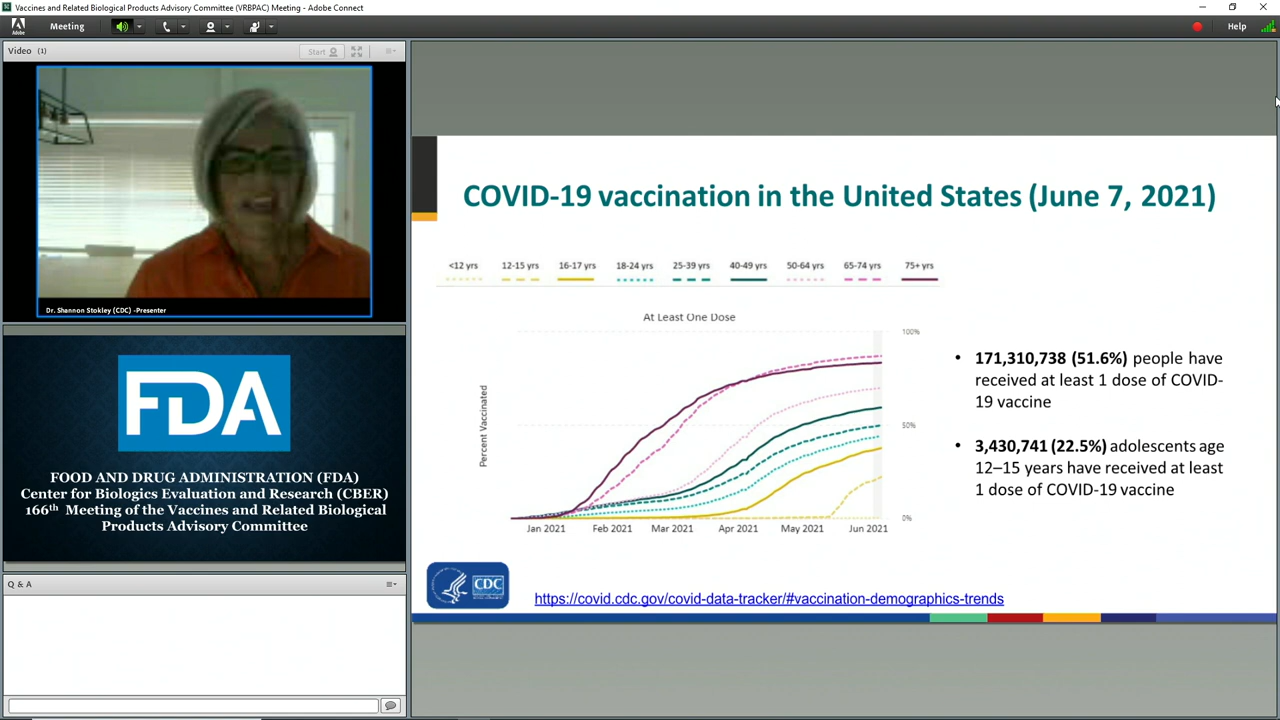 Vaccines and Related Biological Products Advisory Committee (VRBPAC) Meeting - Adobe Connect
Adobe
Meeting
Help
Video (1)
Start
Dr. Shannon Stokley (CDC) -Presenter
FDA
FOOD AND DRUG ADMINISTRATION (FDA)
Center for Biologics Evaluation and Research (CBER)
166th Meeting of the Vaccines and Related Biological
Products Advisory Committee
Q & A
COVID-19 vaccination in the United States (June 7, 2021)
<12 yrs 12-15 yrs 16-17 yrs 18-24 yrs 25-39 yrs 40-49 yrs 50-64 yrs 65-74 yrs 75+ yrs
At Least One Dose
100%
50%
0%
Percent Vaccinated
Jan 2021 Feb 2021 Mar 2021 Apr 2021 May 2021 Jun 2021
• 171,310,738 (51.6%) people have
received at least 1 dose of COVID-
19 vaccine
• 3,430,741 (22.5%) adolescents age
12–15 years have received at least
1 dose of COVID-19 vaccine
CDC
https://covid.cdc.gov/covid-data-tracker/#vaccination-demographics-trends